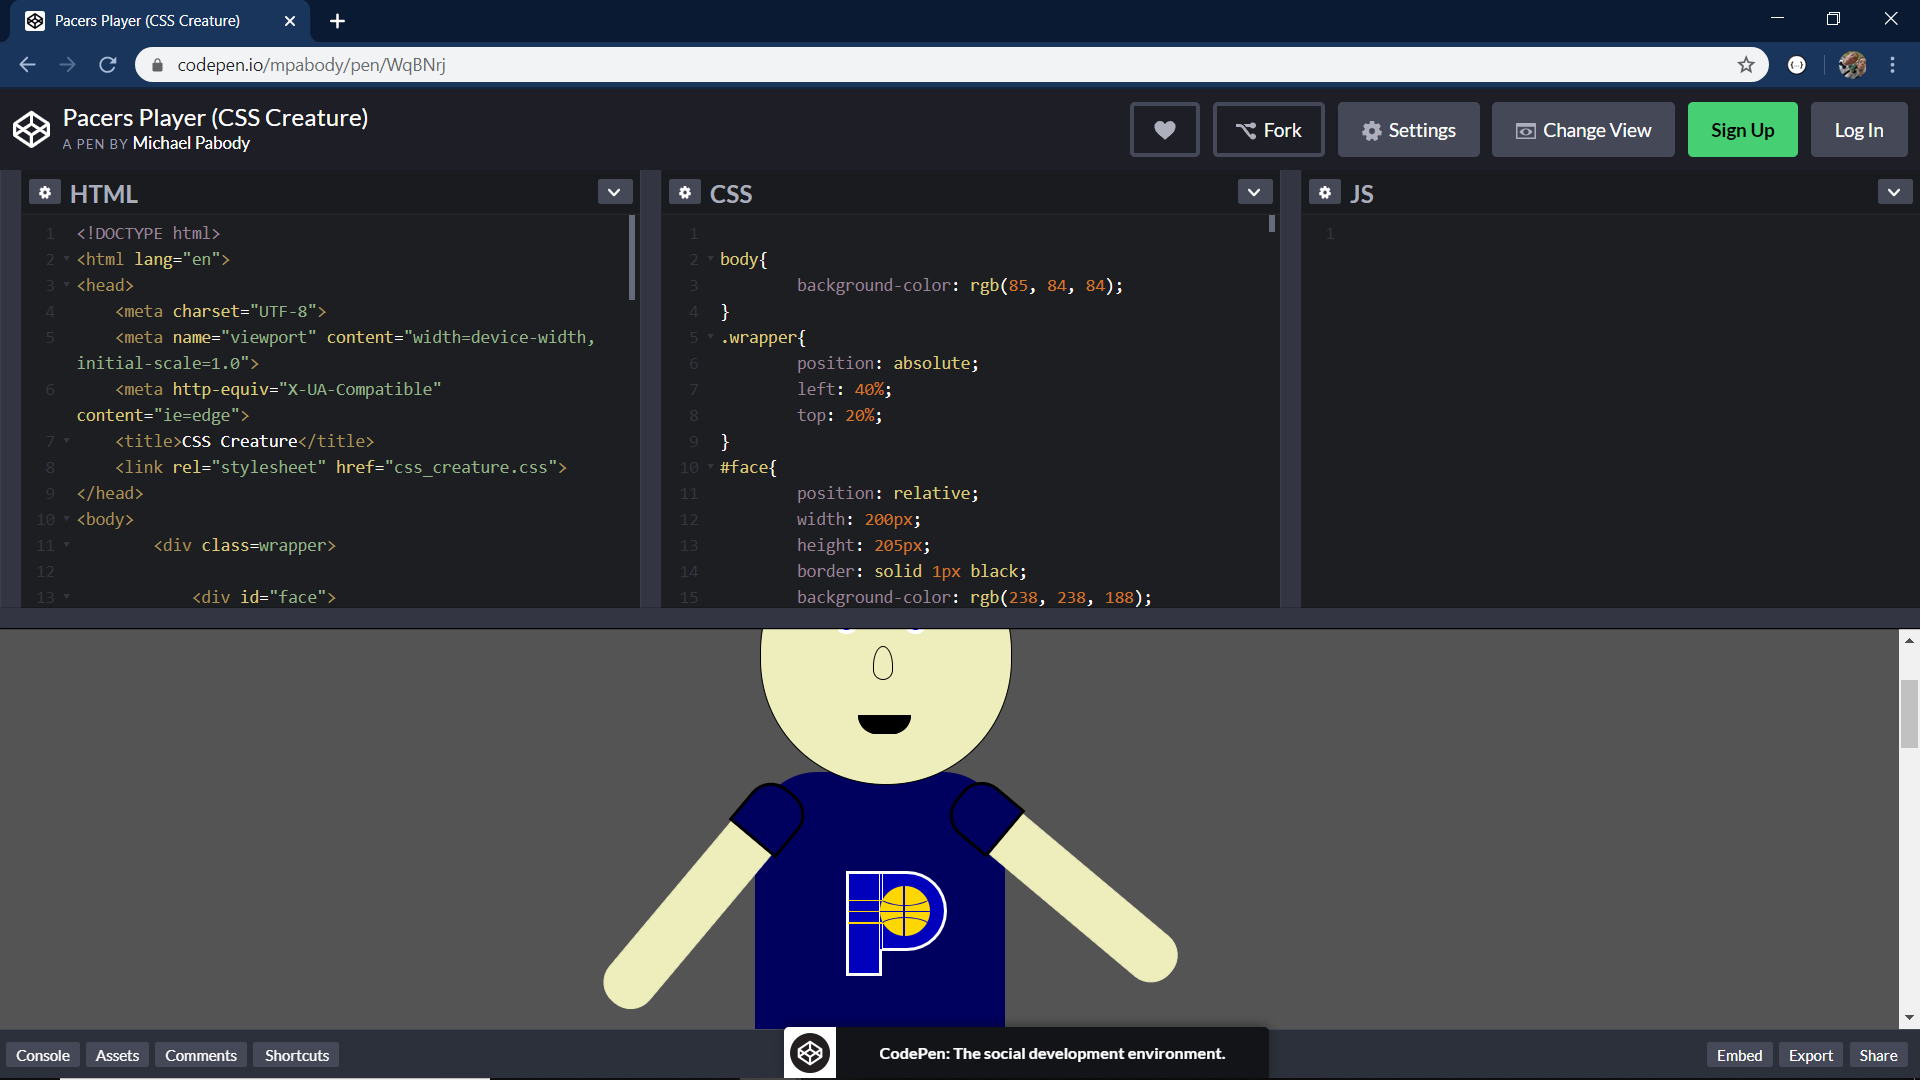 Pacers Player (CSS Creature)
codepen.io/mpabody/pen/WqBNrj
Pacers Player (CSS Creature)
A PEN BY Michael Pabody
Fork
Settings
Change View
Sign Up
Log In
HTML
1 <!DOCTYPE html>
2 <html lang="en">
3 <head>
4 <meta charset="UTF-8">
5 <meta name="viewport" content="width=device-width,
initial-scale=1.0">
6 <meta http-equiv="X-UA-Compatible"
content="ie=edge">
7 <title>CSS Creature</title>
8 <link rel="stylesheet" href="css_creature.css">
9 </head>
10 <body>
11 <div class=wrapper>
12
13 <div id="face">
CSS
1
2 body{
3 background-color: rgb(85, 84, 84);
4 }
5 .wrapper{
6 position: absolute;
7 left: 40%;
8 top: 20%;
9 }
10 #face{
11 position: relative;
12 width: 200px;
13 height: 205px;
14 border: solid 1px black;
15 background-color: rgb(238, 238, 188);
JS
1
P
Console
Assets
Comments
Shortcuts
CodePen: The social development environment.
Embed
Export
Share